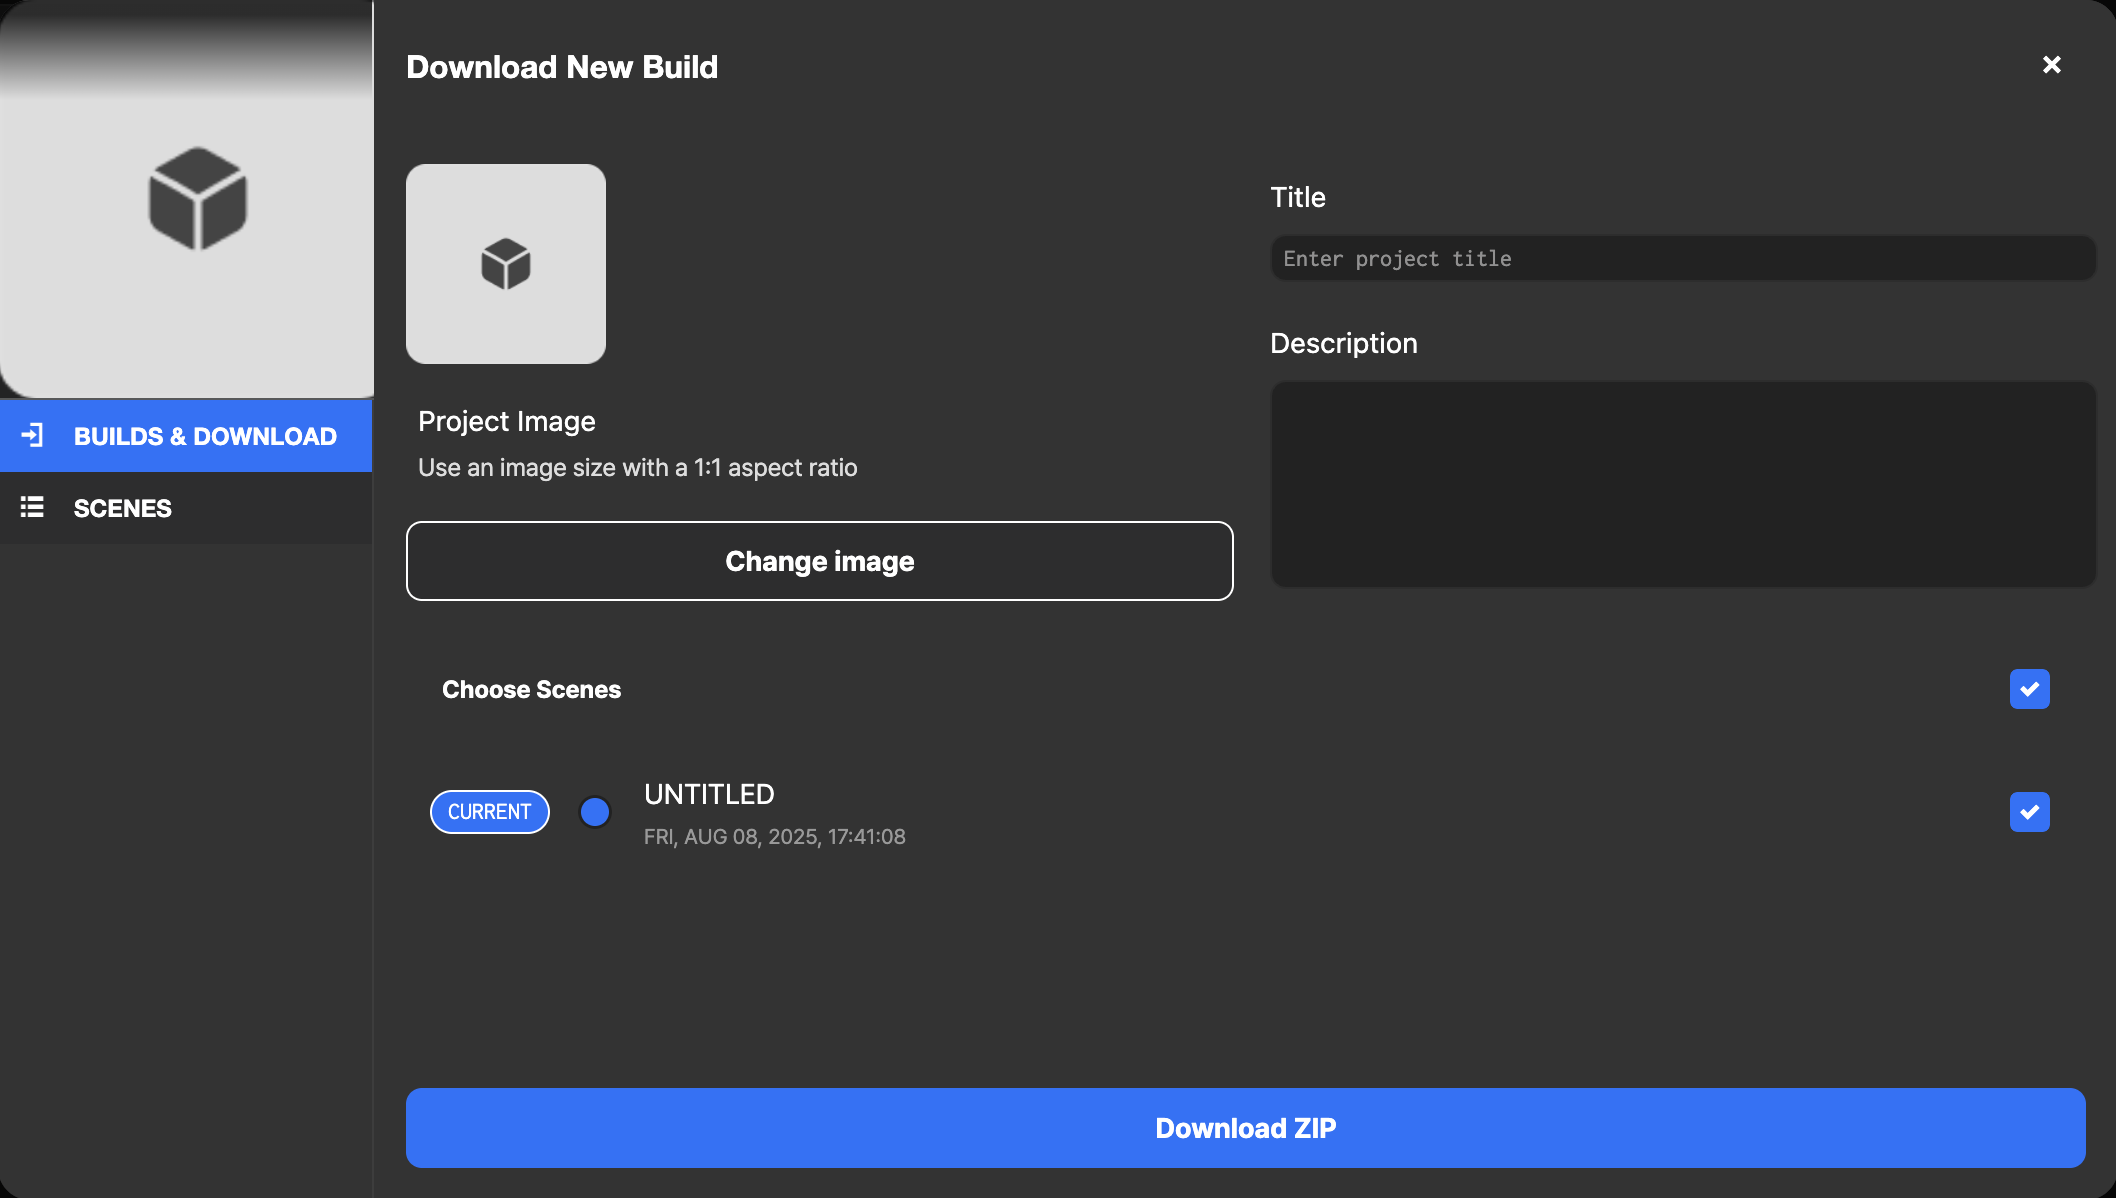 Download New Build
BUILDS & DOWNLOAD
SCENES
Project Image
Use an image size with a 1:1 aspect ratio
Change image
Title
Enter project title
Description
Choose Scenes
CURRENT
UNTITLED
FRI, AUG 08, 2025, 17:41:08
Download ZIP